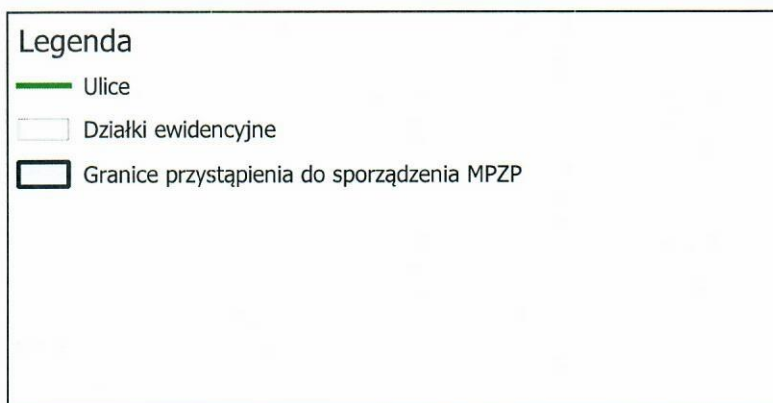 Legenda
Ulice
Działki ewidencyjne
Granice przystąpienia do sporządzenia MPZP